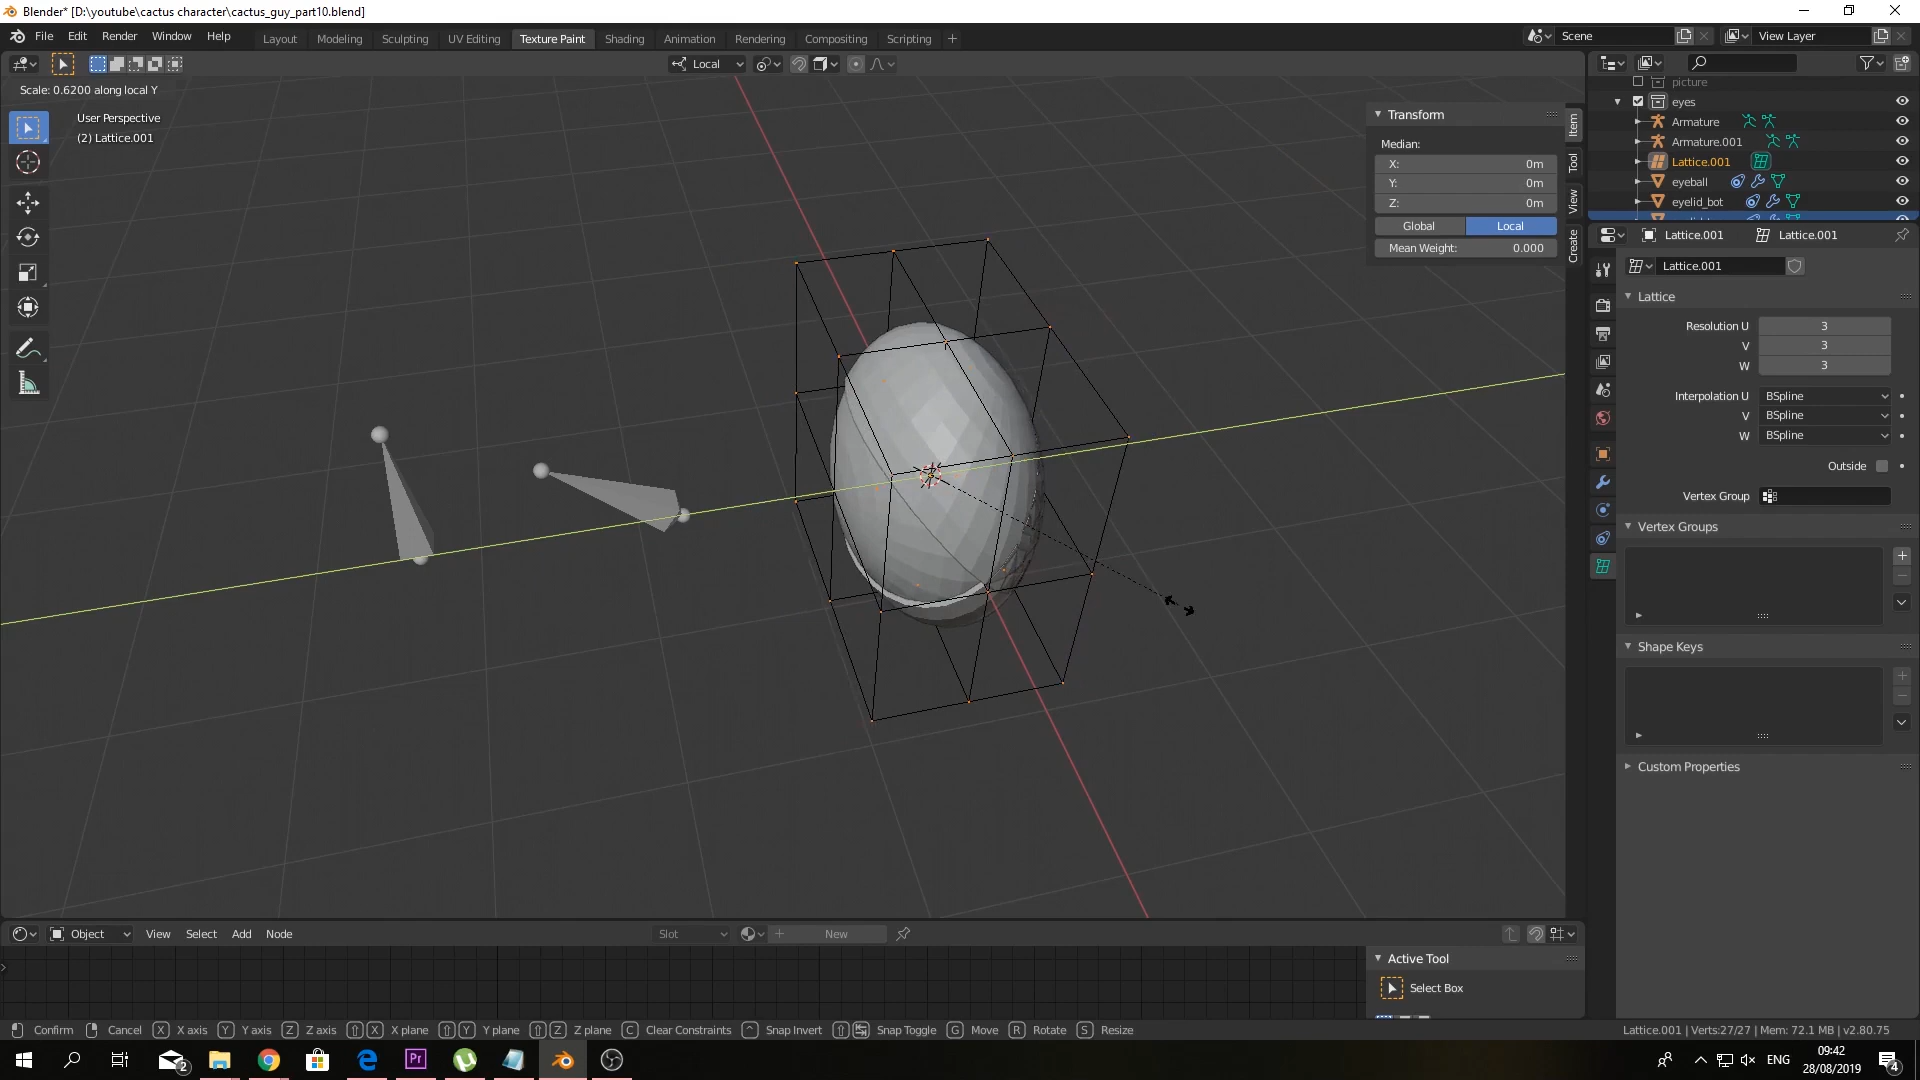 Blender* [D:\youtube\cactus character\cactus_guy_part10.blend]
File Edit Render Window Help Layout Modeling Sculpting UV Editing Texture Paint Shading Animation Rendering Compositing Scripting Scene View Layer
Local
Scale: 0.6200 along local Y
User Perspective
(2) Lattice.001
Transform
Median:
X: 0m
Y: 0m
Z: 0m
Global Local
Mean Weight: 0.000
Item
Tool
View
Create
picture
eyes
Armature
Armature.001
Lattice.001
eyeball
eyelid_bot
Lattice.001 Lattice.001
Lattice.001
Lattice
Resolution U 3
V 3
W 3
Interpolation U BSpline
V BSpline
W BSpline
Outside
Vertex Group
Vertex Groups
Shape Keys
Custom Properties
Object View Select Add Node Slot New
Active Tool
Select Box
Confirm Cancel X X axis Y Y axis Z Z axis X X plane Y Y plane Z Z plane C Clear Constraints Snap Invert Snap Toggle G Move R Rotate S Resize Lattice.001 | Verts:27/27 | Mem: 72.1 MB | v2.80.75
2 Pr ENG 09:42
28/08/2019 4